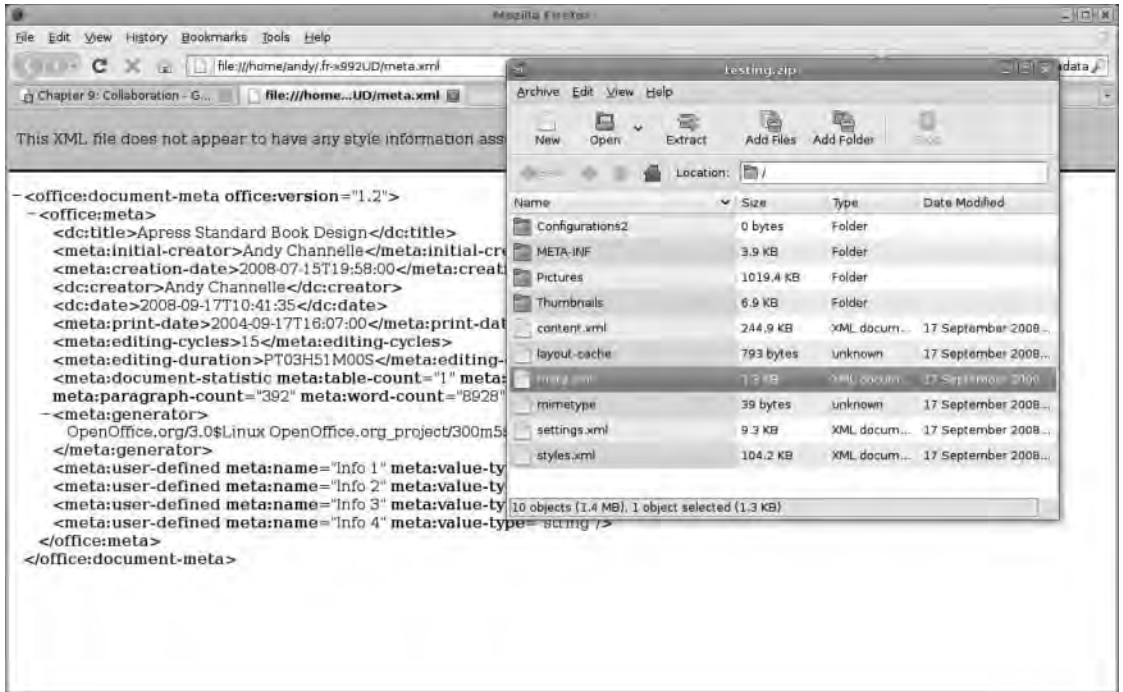 Mozilla Firefox
File Edit View History Bookmarks Tools Help
file:///home/andy/.fr-x992UD/meta.xml
adata
Chapter 9: Collaboration - G...
file:///home...UD/meta.xml
This XML file does not appear to have any style information ass
-<office:document-meta office:version="1.2">
-<office:meta>
<dc:title>Apress Standard Book Design</dc:title>
<meta:initial-creator>Andy Channelle</meta:initial-cre
<meta:creation-date>2008-07-15T19:58:00</meta:creati
<dc:creator>Andy Channelle</dc:creator>
<dc:date>2008-09-17T10:41:35</dc:date>
<meta:print-date>2004-09-17T16:07:00</meta:print-dat
<meta:editing-cycles>15</meta:editing-cycles>
<meta:editing-duration>PT03H51M00S</meta:editing-
<meta:document-statistic meta:table-count="1" meta:
meta:paragraph-count="392" meta:word-count="8928"
-<meta:generator>
OpenOffice.org/3.0$Linux OpenOffice.org_project/300m5
</meta:generator>
<meta:user-defined meta:name="Info 1" meta:value-ty
<meta:user-defined meta:name="Info 2" meta:value-ty
<meta:user-defined meta:name="Info 3" meta:value-ty
<meta:user-defined meta:name="Info 4" meta:value-type="string"/>
</office:meta>
</office:document-meta>
testing.zip
Archive Edit View Help
New Open Extract Add Files Add Folder Stop
Location: /
Name Size Type Date Modified
Configurations2 0 bytes Folder
META-INF 3.9 KB Folder
Pictures 1019.4 KB Folder
Thumbnails 6.9 KB Folder
content.xml 244.9 KB XML docum... 17 September 2008...
layout-cache 793 bytes unknown 17 September 2008...
meta.xml 1.3 KB XML docum... 17 September 2008...
mimetype 39 bytes unknown 17 September 2008...
settings.xml 9.3 KB XML docum... 17 September 2008...
styles.xml 104.2 KB XML docum... 17 September 2008...
10 objects (1.4 MB), 1 object selected (1.3 KB)